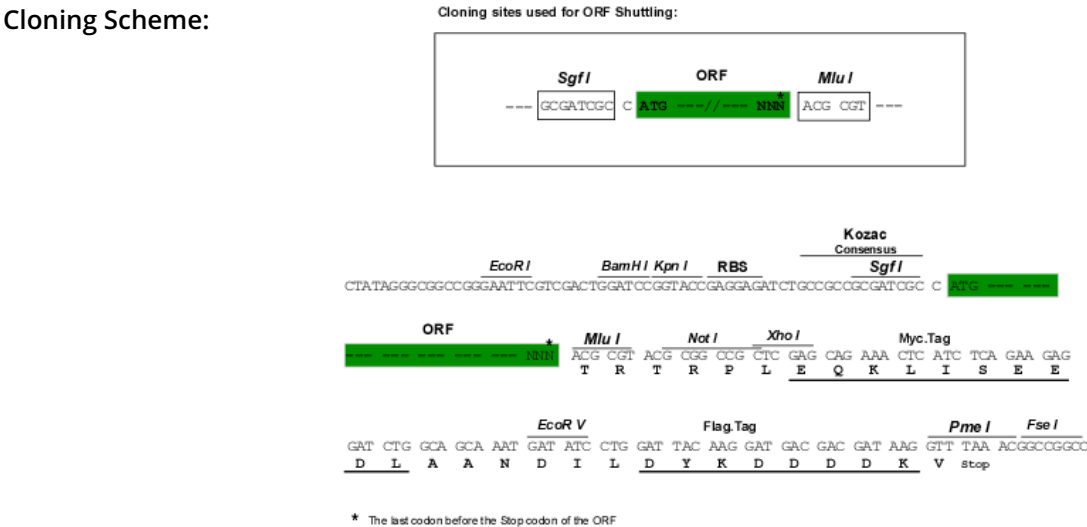 Cloning Scheme:
Cloning sites used for ORF Shuttling:
Sgf I ORF Mlu I
--- GCGATCGC C ATG ---//--- NNN* ACG CGT ---
Kozac
Consensus
EcoR I BamH I Kpn I RBS Sgf I
CTATAGGGCGGCCGGGAATTCGTCGACTGGATCCGGTACCGAGGAGATCTGCCGCCGCGATCGC C ATG --- ---
ORF Mlu I Not I Xho I Myc.Tag
--- --- --- --- --- NNN* ACG CGT ACG CGG CCG CTC GAG CAG AAA CTC ATC TCA GAA GAG
T R T R P L E Q K L I S E E
EcoR V Flag.Tag Pme I Fse I
GAT CTG GCA GCA AAT GAT ATC CTG GAT TAC AAG GAT GAC GAC GAT AAG GTT TAA ACGGCCGGCC
D L A A N D I L D Y K D D D D K V Stop
* The last codon before the Stop codon of the ORF